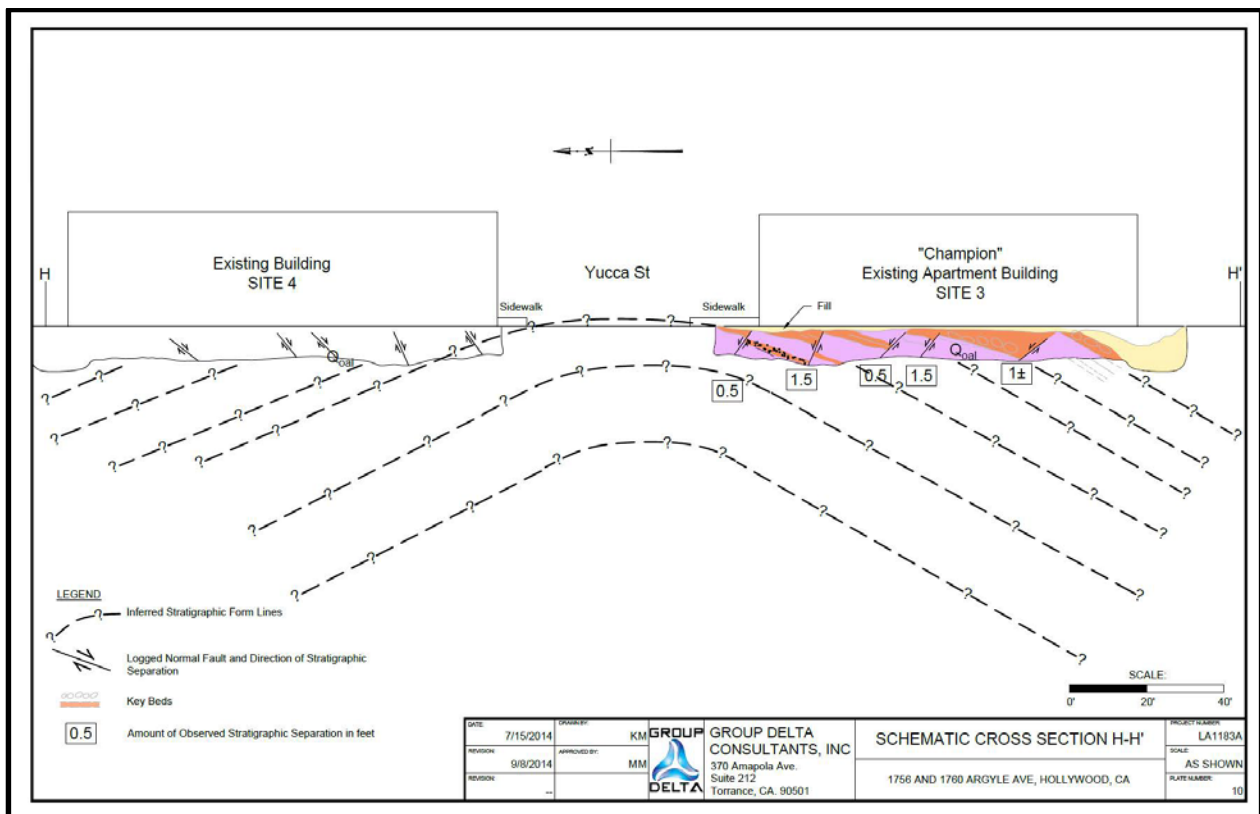 Existing Building
SITE 4
Yucca St
"Champion"
Existing Apartment Building
SITE 3
H
H'
Sidewalk
Sidewalk
Fill
Qoal
Qoal
0.5
1.5
0.5
1.5
1±
LEGEND
Inferred Stratigraphic Form Lines
Logged Normal Fault and Direction of Stratigraphic
Separation
Key Beds
0.5
Amount of Observed Stratigraphic Separation in feet
SCALE:
0'
20'
40'
DATE:
7/15/2014
DRAWN BY:
KM
REVISION:
9/8/2014
APPROVED BY:
MM
REVISION:
--
GROUP
DELTA
GROUP DELTA
CONSULTANTS, INC
370 Amapola Ave.
Suite 212
Torrance, CA. 90501
SCHEMATIC CROSS SECTION H-H'
1756 AND 1760 ARGYLE AVE, HOLLYWOOD, CA
PROJECT NUMBER:
LA1183A
SCALE:
AS SHOWN
PLATE NUMBER:
10